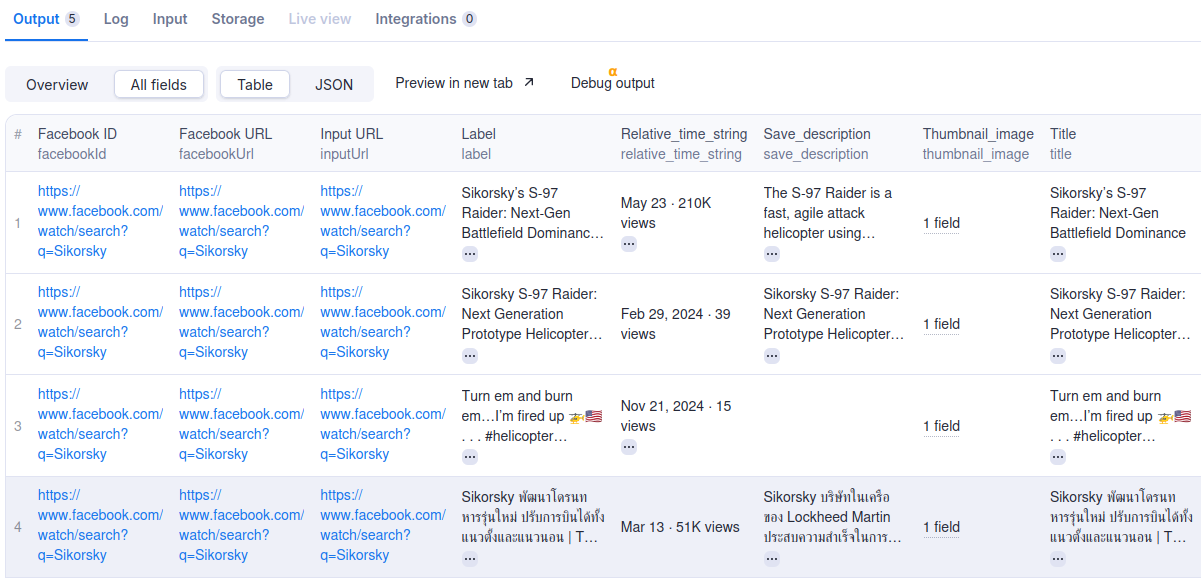 Output 5 Log Input Storage Live view Integrations 0
Overview All fields Table JSON Preview in new tab Debug output α
# Facebook ID Facebook URL Input URL Label Relative_time_string Save_description Thumbnail_image Title
facebookId facebookUrl inputUrl label relative_time_string save_description thumbnail_image title
1
https://
www.facebook.com/
watch/search?
q=Sikorsky
https://
www.facebook.com/
watch/search?
q=Sikorsky
https://
www.facebook.com/
watch/search?
q=Sikorsky
Sikorsky’s S-97
Raider: Next-Gen
Battlefield Dominanc...
...
May 23 · 210K
views
...
The S-97 Raider is a
fast, agile attack
helicopter using...
...
1 field
Sikorsky’s S-97
Raider: Next-Gen
Battlefield Dominance
...
2
https://
www.facebook.com/
watch/search?
q=Sikorsky
https://
www.facebook.com/
watch/search?
q=Sikorsky
https://
www.facebook.com/
watch/search?
q=Sikorsky
Sikorsky S-97 Raider:
Next Generation
Prototype Helicopter...
...
Feb 29, 2024 · 39
views
Sikorsky S-97 Raider:
Next Generation
Prototype Helicopter...
...
1 field
Sikorsky S-97 Raider:
Next Generation
Prototype Helicopter...
...
3
https://
www.facebook.com/
watch/search?
q=Sikorsky
https://
www.facebook.com/
watch/search?
q=Sikorsky
https://
www.facebook.com/
watch/search?
q=Sikorsky
Turn em and burn
em...I’m fired up 🚁🇺🇸
. . . #helicopter...
...
Nov 21, 2024 · 15
views
...
1 field
Turn em and burn
em...I’m fired up 🚁🇺🇸
. . . #helicopter...
...
4
https://
www.facebook.com/
watch/search?
q=Sikorsky
https://
www.facebook.com/
watch/search?
q=Sikorsky
https://
www.facebook.com/
watch/search?
q=Sikorsky
Sikorsky พัฒนาโดรนท
หารรุ่นใหม่ ปรับการบินได้ทั้ง
แนวตั้งและแนวนอน | T...
...
Mar 13 · 51K views
Sikorsky บริษัทในเครือ
ของ Lockheed Martin
ประสบความสำเร็จในการ...
...
1 field
Sikorsky พัฒนาโดรนท
หารรุ่นใหม่ ปรับการบินได้ทั้ง
แนวตั้งและแนวนอน | T...
...